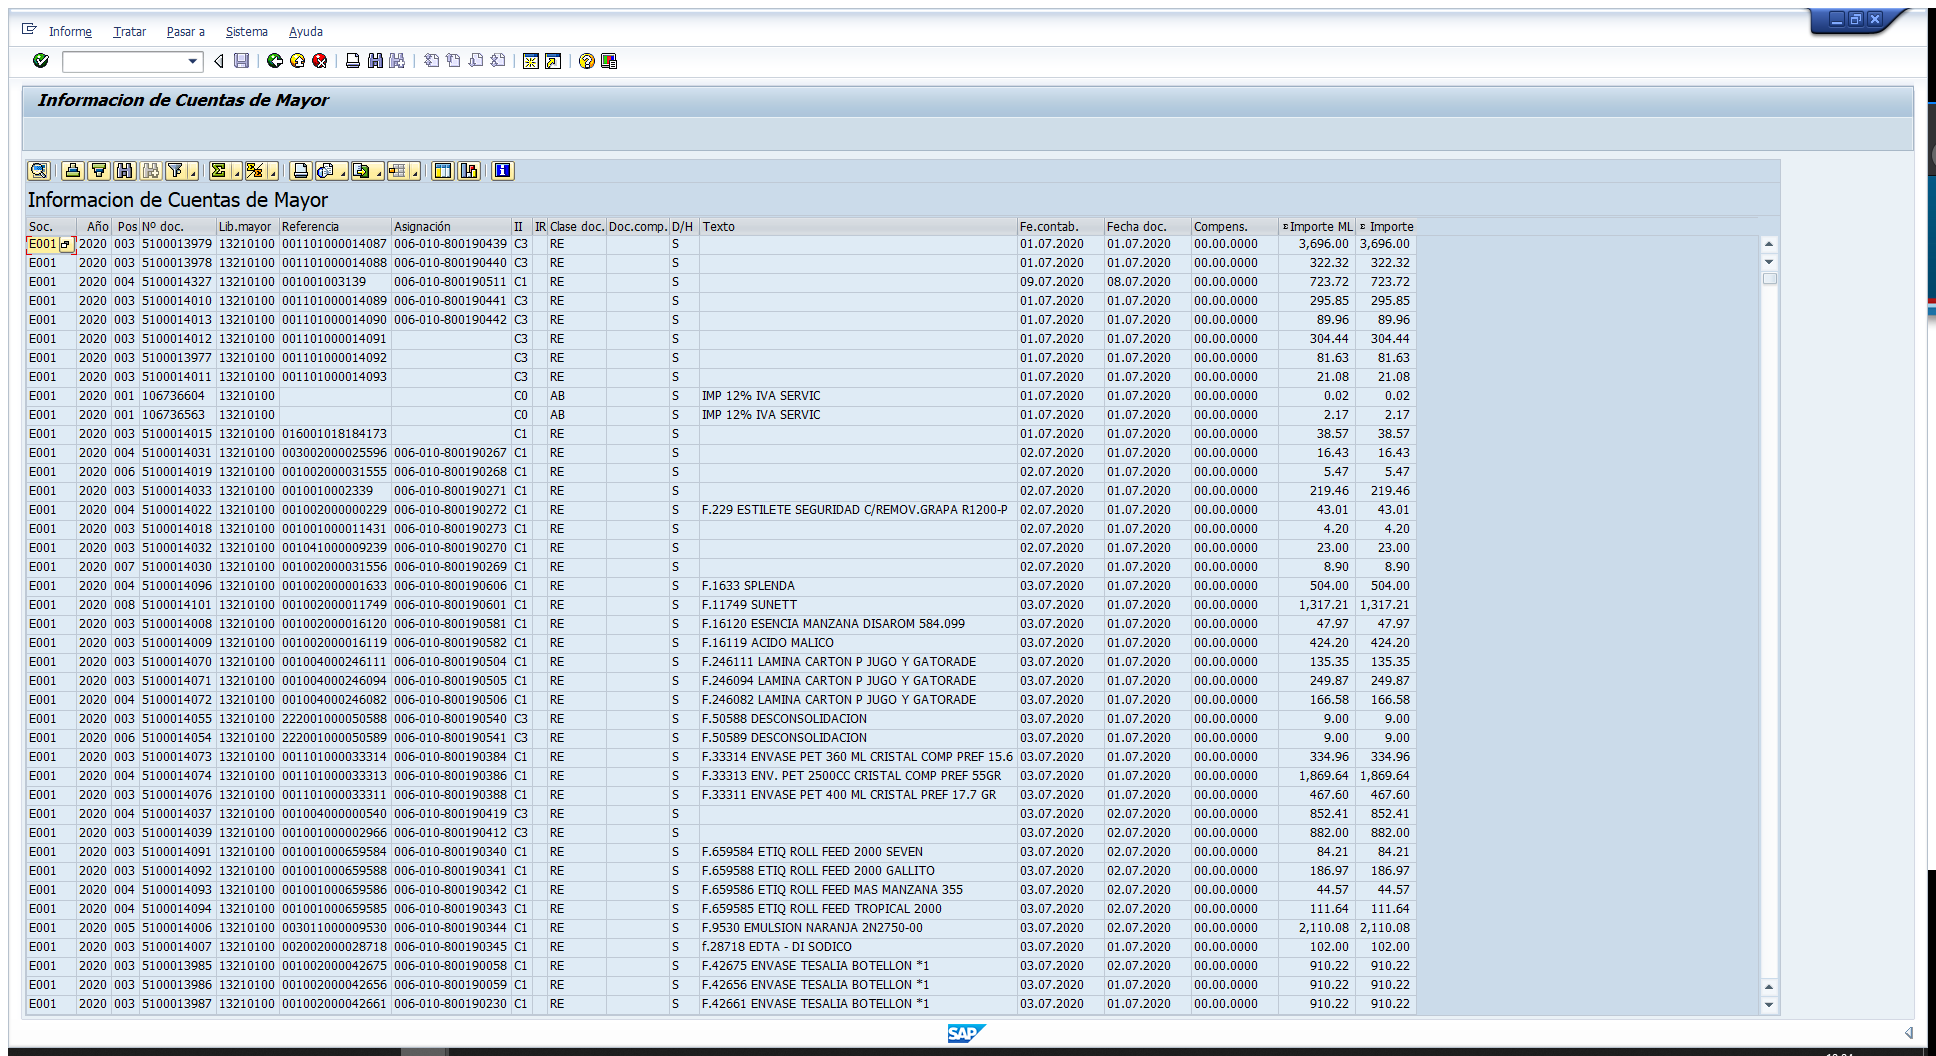 Informe Tratar Pasar a Sistema Ayuda
Informacion de Cuentas de Mayor
Informacion de Cuentas de Mayor
Soc. Año Pos Nº doc. Lib.mayor Referencia Asignación II IR Clase doc. Doc.comp. D/H Texto Fe.contab. Fecha doc. Compens. Importe ML Importe
E001 2020 003 5100013979 13210100 001101000014087 006-010-800190439 C3 RE S 01.07.2020 01.07.2020 00.00.0000 3,696.00 3,696.00
E001 2020 003 5100013978 13210100 001101000014088 006-010-800190440 C3 RE S 01.07.2020 01.07.2020 00.00.0000 322.32 322.32
E001 2020 004 5100014327 13210100 001001003139 006-010-800190511 C1 RE S 09.07.2020 08.07.2020 00.00.0000 723.72 723.72
E001 2020 003 5100014010 13210100 001101000014089 006-010-800190441 C3 RE S 01.07.2020 01.07.2020 00.00.0000 295.85 295.85
E001 2020 003 5100014013 13210100 001101000014090 006-010-800190442 C3 RE S 01.07.2020 01.07.2020 00.00.0000 89.96 89.96
E001 2020 003 5100014012 13210100 001101000014091 C3 RE S 01.07.2020 01.07.2020 00.00.0000 304.44 304.44
E001 2020 003 5100013977 13210100 001101000014092 C3 RE S 01.07.2020 01.07.2020 00.00.0000 81.63 81.63
E001 2020 003 5100014011 13210100 001101000014093 C3 RE S 01.07.2020 01.07.2020 00.00.0000 21.08 21.08
E001 2020 001 106736604 13210100 C0 AB S IMP 12% IVA SERVIC 01.07.2020 01.07.2020 00.00.0000 0.02 0.02
E001 2020 001 106736563 13210100 C0 AB S IMP 12% IVA SERVIC 01.07.2020 01.07.2020 00.00.0000 2.17 2.17
E001 2020 003 5100014015 13210100 016001018184173 C1 RE S 01.07.2020 01.07.2020 00.00.0000 38.57 38.57
E001 2020 004 5100014031 13210100 003002000025596 006-010-800190267 C1 RE S 02.07.2020 01.07.2020 00.00.0000 16.43 16.43
E001 2020 006 5100014019 13210100 001002000031555 006-010-800190268 C1 RE S 02.07.2020 01.07.2020 00.00.0000 5.47 5.47
E001 2020 003 5100014033 13210100 0010010002339 006-010-800190271 C1 RE S 02.07.2020 01.07.2020 00.00.0000 219.46 219.46
E001 2020 004 5100014022 13210100 001002000000229 006-010-800190272 C1 RE S F.229 ESTILETE SEGURIDAD C/REMOV.GRAPA R1200-P 02.07.2020 01.07.2020 00.00.0000 43.01 43.01
E001 2020 003 5100014018 13210100 001001000011431 006-010-800190273 C1 RE S 02.07.2020 01.07.2020 00.00.0000 4.20 4.20
E001 2020 003 5100014032 13210100 001041000009239 006-010-800190270 C1 RE S 02.07.2020 01.07.2020 00.00.0000 23.00 23.00
E001 2020 007 5100014030 13210100 001002000031556 006-010-800190269 C1 RE S 02.07.2020 01.07.2020 00.00.0000 8.90 8.90
E001 2020 004 5100014096 13210100 001002000001633 006-010-800190606 C1 RE S F.1633 SPLENDA 03.07.2020 01.07.2020 00.00.0000 504.00 504.00
E001 2020 008 5100014101 13210100 001002000011749 006-010-800190601 C1 RE S F.11749 SUNETT 03.07.2020 01.07.2020 00.00.0000 1,317.21 1,317.21
E001 2020 003 5100014008 13210100 001002000016120 006-010-800190581 C1 RE S F.16120 ESENCIA MANZANA DISAROM 584.099 03.07.2020 01.07.2020 00.00.0000 47.97 47.97
E001 2020 003 5100014009 13210100 001002000016119 006-010-800190582 C1 RE S F.16119 ACIDO MALICO 03.07.2020 01.07.2020 00.00.0000 424.20 424.20
E001 2020 003 5100014070 13210100 001004000246111 006-010-800190504 C1 RE S F.246111 LAMINA CARTON P JUGO Y GATORADE 03.07.2020 01.07.2020 00.00.0000 135.35 135.35
E001 2020 003 5100014071 13210100 001004000246094 006-010-800190505 C1 RE S F.246094 LAMINA CARTON P JUGO Y GATORADE 03.07.2020 01.07.2020 00.00.0000 249.87 249.87
E001 2020 004 5100014072 13210100 001004000246082 006-010-800190506 C1 RE S F.246082 LAMINA CARTON P JUGO Y GATORADE 03.07.2020 01.07.2020 00.00.0000 166.58 166.58
E001 2020 003 5100014055 13210100 222001000050588 006-010-800190540 C3 RE S F.50588 DESCONSOLIDACION 03.07.2020 01.07.2020 00.00.0000 9.00 9.00
E001 2020 006 5100014054 13210100 222001000050589 006-010-800190541 C3 RE S F.50589 DESCONSOLIDACION 03.07.2020 01.07.2020 00.00.0000 9.00 9.00
E001 2020 003 5100014073 13210100 001101000033314 006-010-800190384 C1 RE S F.33314 ENVASE PET 360 ML CRISTAL COMP PREF 15.6 03.07.2020 01.07.2020 00.00.0000 334.96 334.96
E001 2020 004 5100014074 13210100 001101000033313 006-010-800190386 C1 RE S F.33313 ENV. PET 2500CC CRISTAL COMP PREF 55GR 03.07.2020 01.07.2020 00.00.0000 1,869.64 1,869.64
E001 2020 003 5100014076 13210100 001101000033311 006-010-800190388 C1 RE S F.33311 ENVASE PET 400 ML CRISTAL PREF 17.7 GR 03.07.2020 01.07.2020 00.00.0000 467.60 467.60
E001 2020 004 5100014037 13210100 001004000000540 006-010-800190419 C3 RE S 03.07.2020 02.07.2020 00.00.0000 852.41 852.41
E001 2020 003 5100014039 13210100 001001000002966 006-010-800190412 C3 RE S 03.07.2020 02.07.2020 00.00.0000 882.00 882.00
E001 2020 003 5100014091 13210100 001001000659584 006-010-800190340 C1 RE S F.659584 ETIQ ROLL FEED 2000 SEVEN 03.07.2020 02.07.2020 00.00.0000 84.21 84.21
E001 2020 003 5100014092 13210100 001001000659588 006-010-800190341 C1 RE S F.659588 ETIQ ROLL FEED 2000 GALLITO 03.07.2020 02.07.2020 00.00.0000 186.97 186.97
E001 2020 004 5100014093 13210100 001001000659586 006-010-800190342 C1 RE S F.659586 ETIQ ROLL FEED MAS MANZANA 355 03.07.2020 02.07.2020 00.00.0000 44.57 44.57
E001 2020 004 5100014094 13210100 001001000659585 006-010-800190343 C1 RE S F.659585 ETIQ ROLL FEED TROPICAL 2000 03.07.2020 02.07.2020 00.00.0000 111.64 111.64
E001 2020 005 5100014006 13210100 003011000009530 006-010-800190344 C1 RE S F.9530 EMULSION NARANJA 2N2750-00 03.07.2020 02.07.2020 00.00.0000 2,110.08 2,110.08
E001 2020 003 5100014007 13210100 002002000028718 006-010-800190345 C1 RE S f.28718 EDTA - DI SODICO 03.07.2020 01.07.2020 00.00.0000 102.00 102.00
E001 2020 003 5100013985 13210100 001002000042675 006-010-800190058 C1 RE S F.42675 ENVASE TESALIA BOTELLON *1 03.07.2020 02.07.2020 00.00.0000 910.22 910.22
E001 2020 003 5100013986 13210100 001002000042656 006-010-800190059 C1 RE S F.42656 ENVASE TESALIA BOTELLON *1 03.07.2020 01.07.2020 00.00.0000 910.22 910.22
E001 2020 003 5100013987 13210100 001002000042661 006-010-800190230 C1 RE S F.42661 ENVASE TESALIA BOTELLON *1 03.07.2020 01.07.2020 00.00.0000 910.22 910.22
SAP